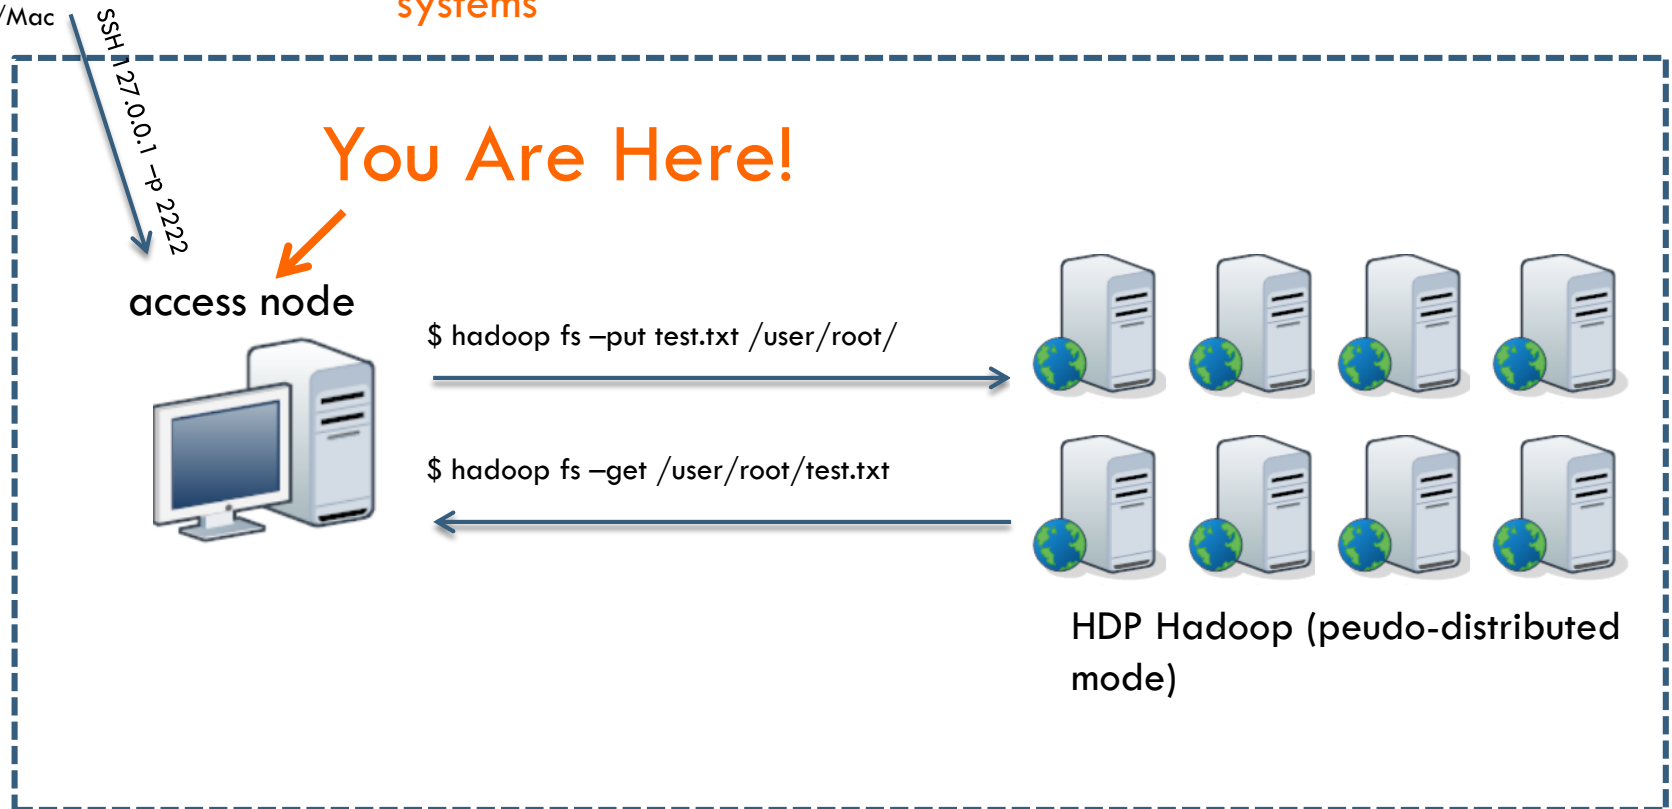 /Mac
systems
SSH 127.0.0.1 –p 2222
You Are Here!
access node
$ hadoop fs –put test.txt /user/root/
$ hadoop fs –get /user/root/test.txt
HDP Hadoop (peudo-distributed
mode)